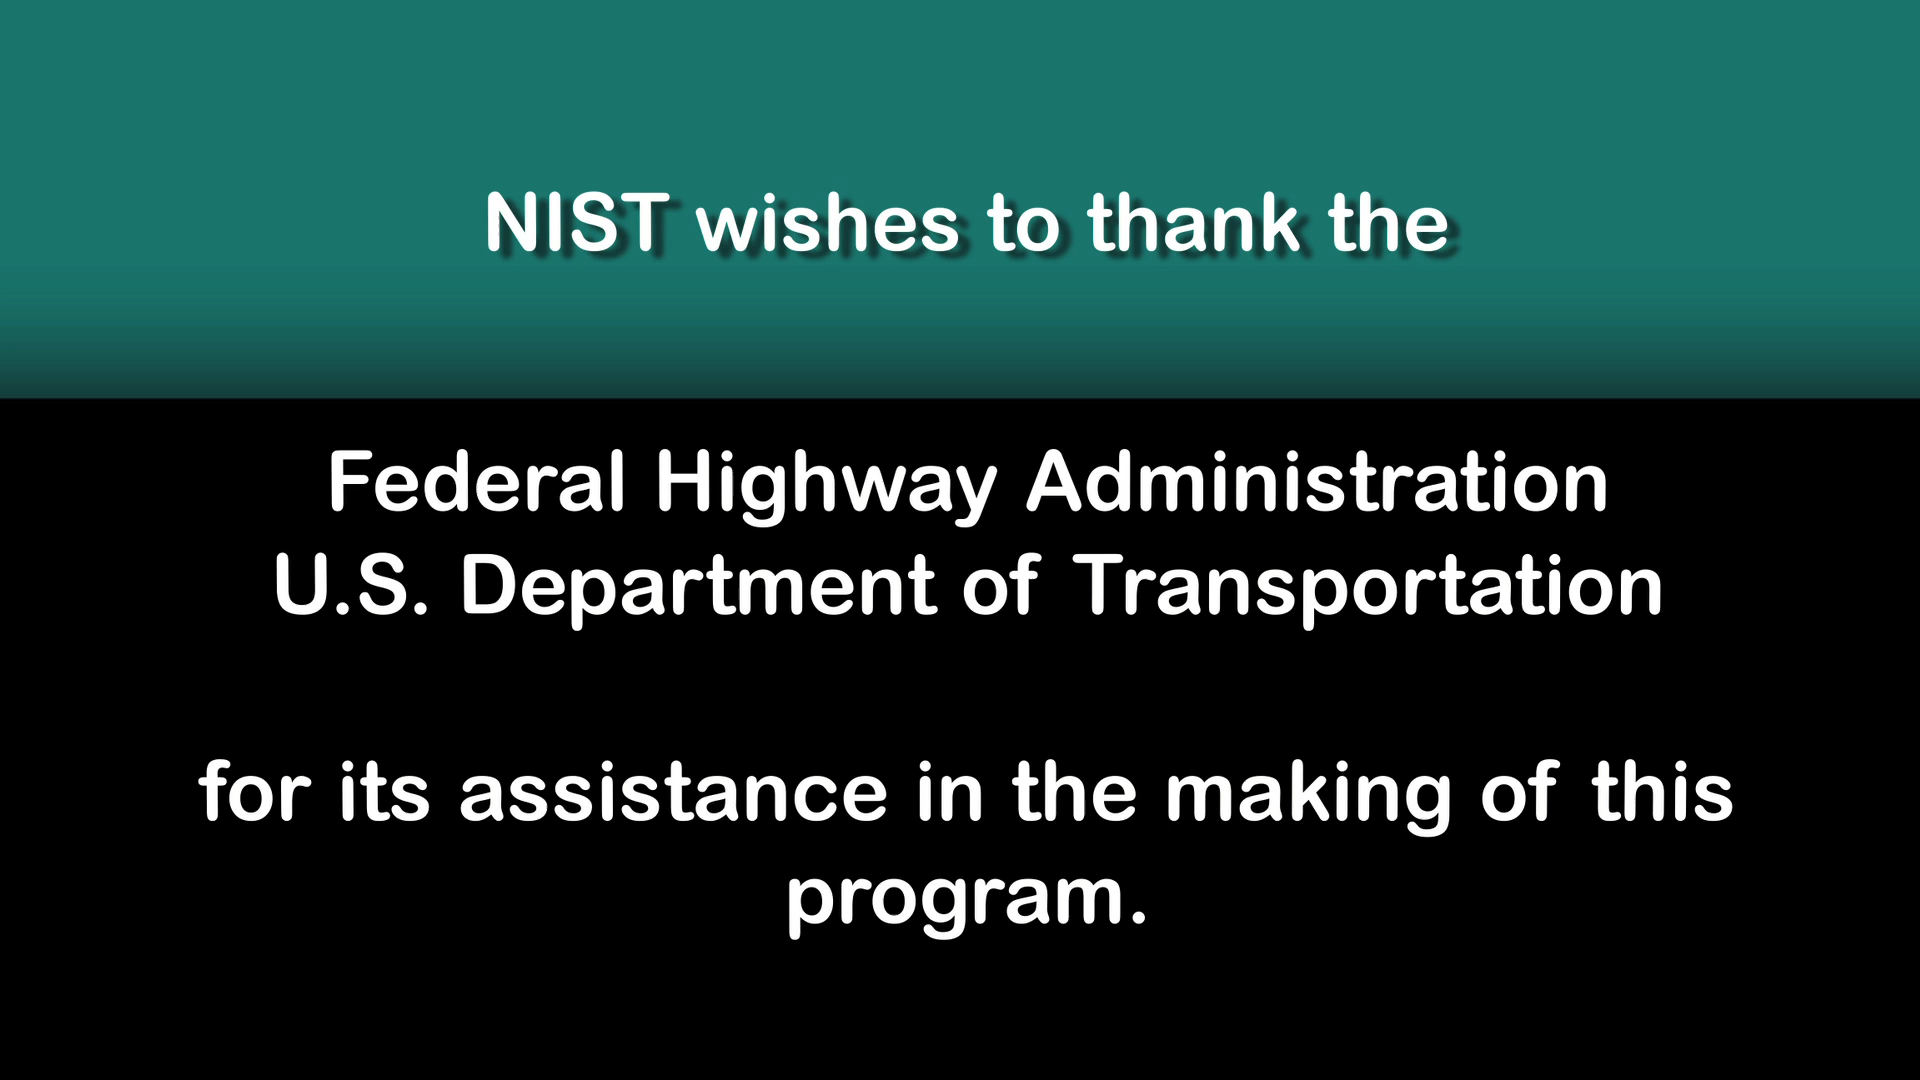 NIST wishes to thank the
Federal Highway Administration
U.S. Department of Transportation
for its assistance in the making of this
program.